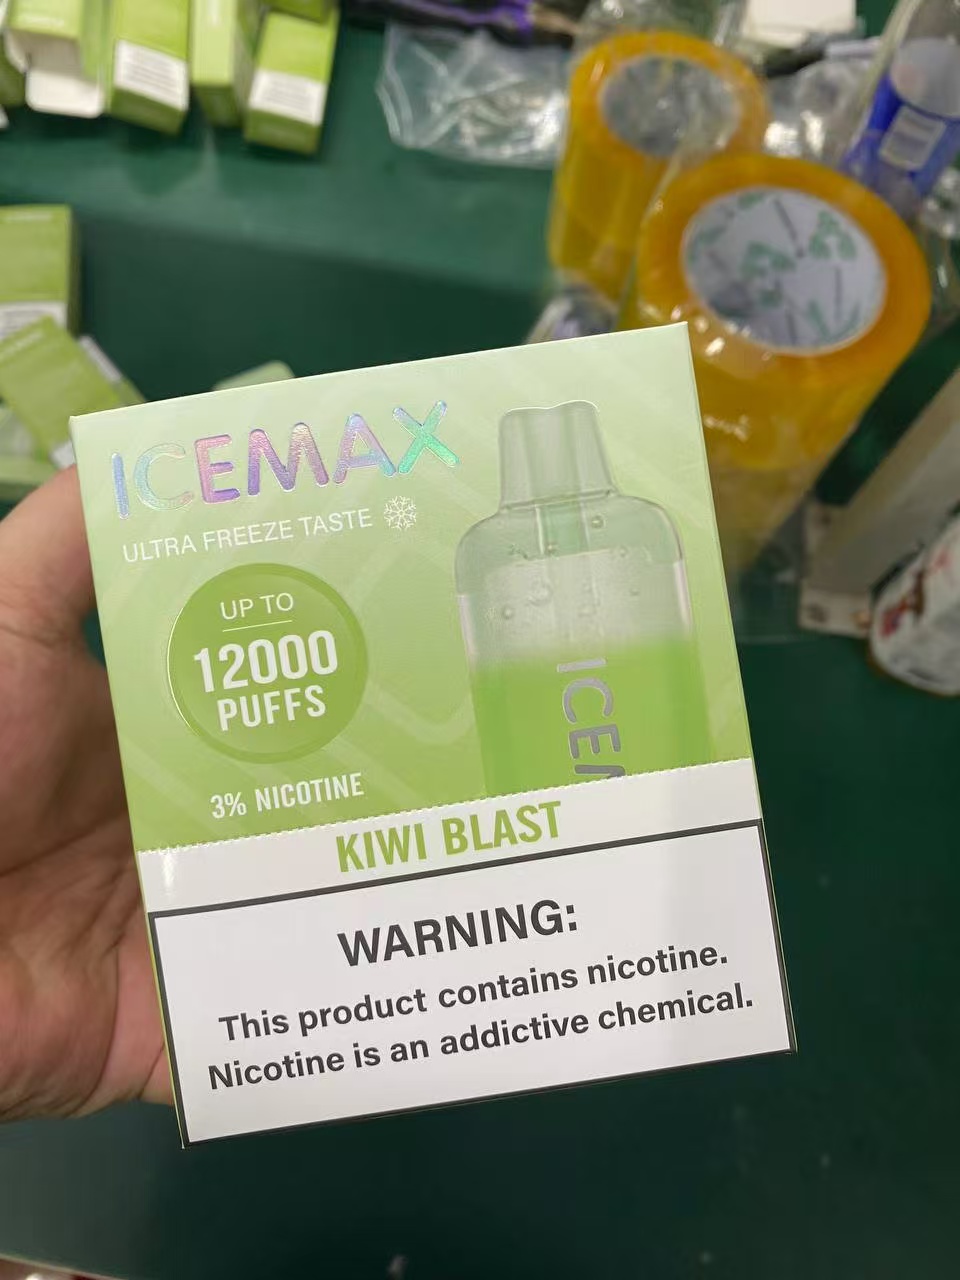 ICEMAX
ULTRA FREEZE TASTE
UP TO
12000
PUFFS
3% NICOTINE
ICEM
KIWI BLAST
WARNING:
This product contains nicotine.
Nicotine is an addictive chemical.